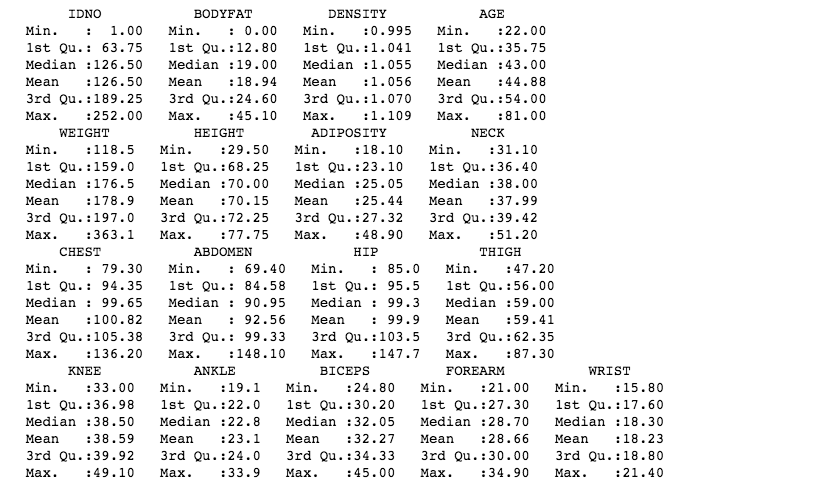 IDNO BODYFAT DENSITY AGE
Min. : 1.00 Min. : 0.00 Min. :0.995 Min. :22.00
1st Qu.: 63.75 1st Qu.:12.80 1st Qu.:1.041 1st Qu.:35.75
Median :126.50 Median :19.00 Median :1.055 Median :43.00
Mean :126.50 Mean :18.94 Mean :1.056 Mean :44.88
3rd Qu.:189.25 3rd Qu.:24.60 3rd Qu.:1.070 3rd Qu.:54.00
Max. :252.00 Max. :45.10 Max. :1.109 Max. :81.00
WEIGHT HEIGHT ADIPOSITY NECK
Min. :118.5 Min. :29.50 Min. :18.10 Min. :31.10
1st Qu.:159.0 1st Qu.:68.25 1st Qu.:23.10 1st Qu.:36.40
Median :176.5 Median :70.00 Median :25.05 Median :38.00
Mean :178.9 Mean :70.15 Mean :25.44 Mean :37.99
3rd Qu.:197.0 3rd Qu.:72.25 3rd Qu.:27.32 3rd Qu.:39.42
Max. :363.1 Max. :77.75 Max. :48.90 Max. :51.20
CHEST ABDOMEN HIP THIGH
Min. : 79.30 Min. : 69.40 Min. : 85.0 Min. :47.20
1st Qu.: 94.35 1st Qu.: 84.58 1st Qu.: 95.5 1st Qu.:56.00
Median : 99.65 Median : 90.95 Median : 99.3 Median :59.00
Mean :100.82 Mean : 92.56 Mean : 99.9 Mean :59.41
3rd Qu.:105.38 3rd Qu.: 99.33 3rd Qu.:103.5 3rd Qu.:62.35
Max. :136.20 Max. :148.10 Max. :147.7 Max. :87.30
KNEE ANKLE BICEPS FOREARM WRIST
Min. :33.00 Min. :19.1 Min. :24.80 Min. :21.00 Min. :15.80
1st Qu.:36.98 1st Qu.:22.0 1st Qu.:30.20 1st Qu.:27.30 1st Qu.:17.60
Median :38.50 Median :22.8 Median :32.05 Median :28.70 Median :18.30
Mean :38.59 Mean :23.1 Mean :32.27 Mean :28.66 Mean :18.23
3rd Qu.:39.92 3rd Qu.:24.0 3rd Qu.:34.33 3rd Qu.:30.00 3rd Qu.:18.80
Max. :49.10 Max. :33.9 Max. :45.00 Max. :34.90 Max. :21.40